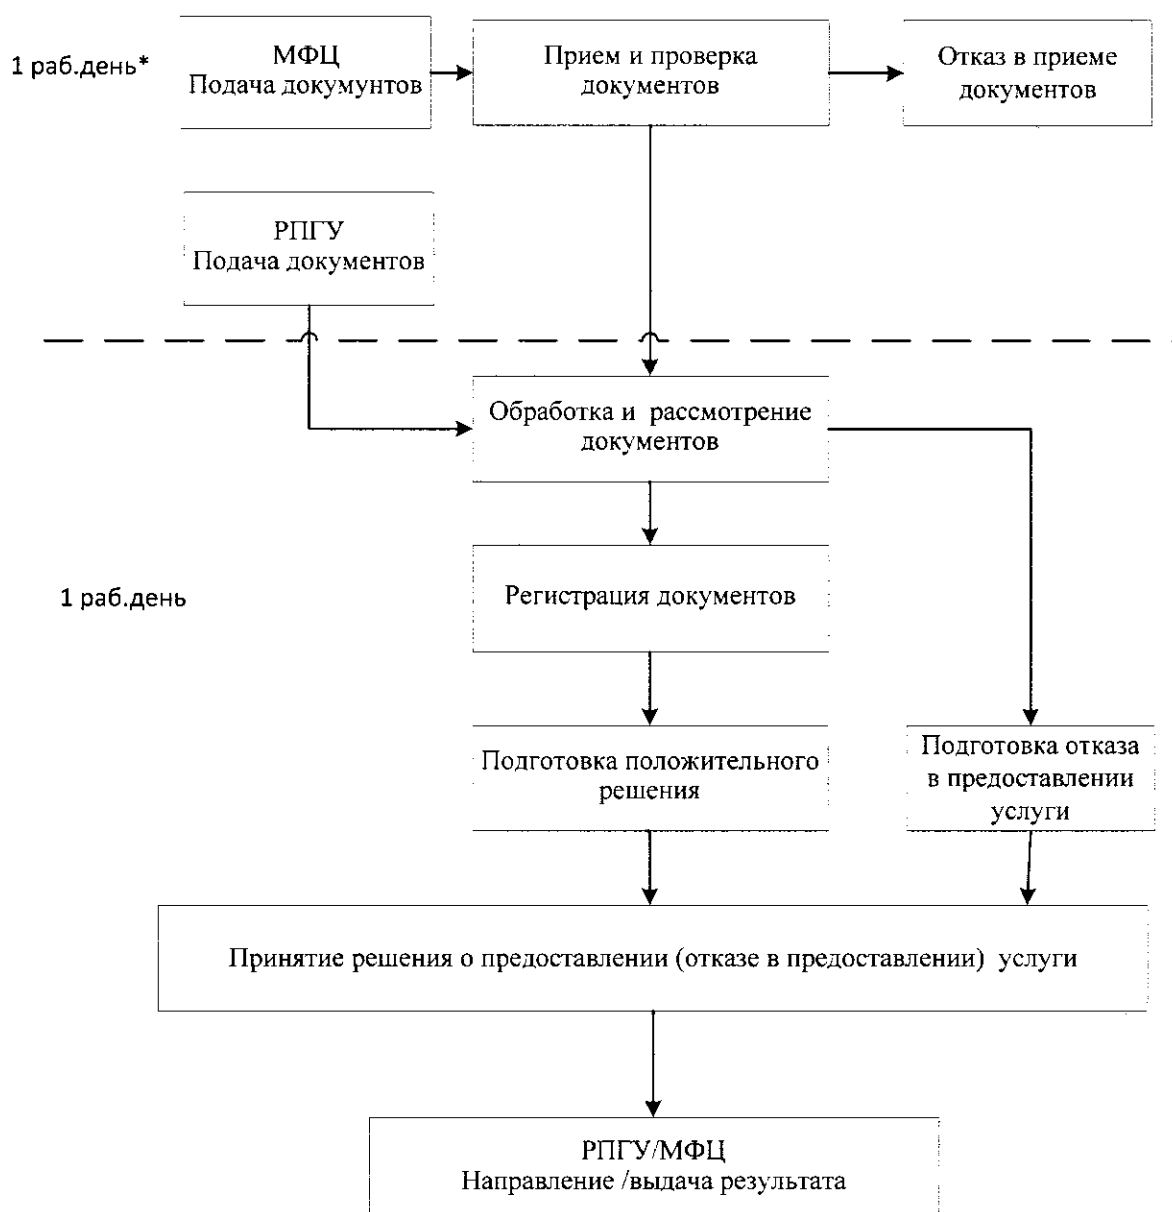 1 раб.день*
МФЦ
Подача докумунтов
Прием и проверка
документов
Отказ в приеме
документов
РПГУ
Подача документов
Обработка и рассмотрение
документов
1 раб.день
Регистрация документов
Подготовка положительного
решения
Подготовка отказа
в предоставлении
услуги
Принятие решения о предоставлении (отказе в предоставлении) услуги
РПГУ/МФЦ
Направление /выдача результата